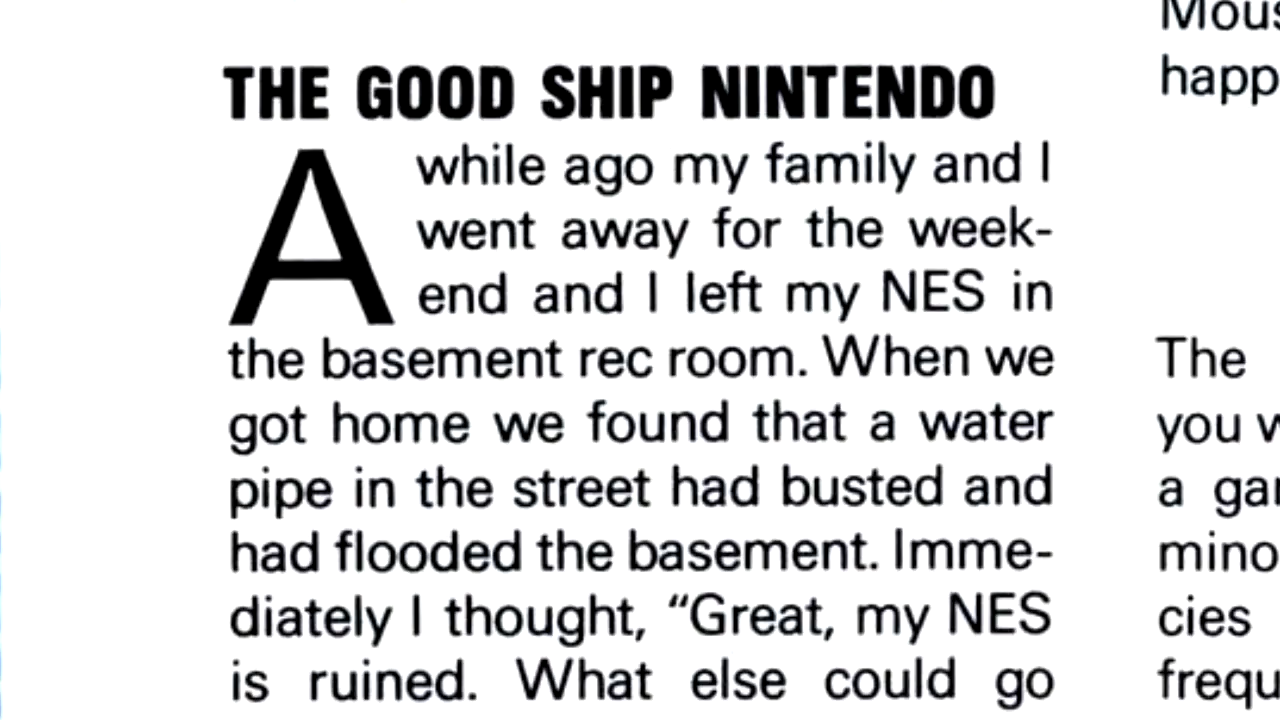 THE GOOD SHIP NINTENDO
A while ago my family and I
went away for the week-
end and I left my NES in
the basement rec room. When we
got home we found that a water
pipe in the street had busted and
had flooded the basement. Imme-
diately I thought, “Great, my NES
is ruined. What else could go
happ
The
you w
a gar
mino
cies
frequ